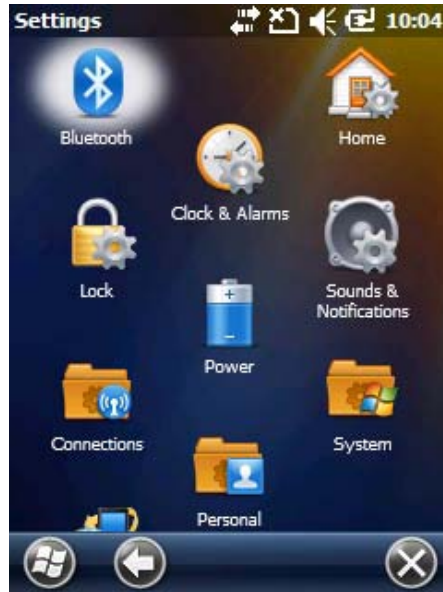 Settings 10:04
Bluetooth
Home
Clock & Alarms
Lock
Sounds &
Notifications
Power
Connections
System
Personal